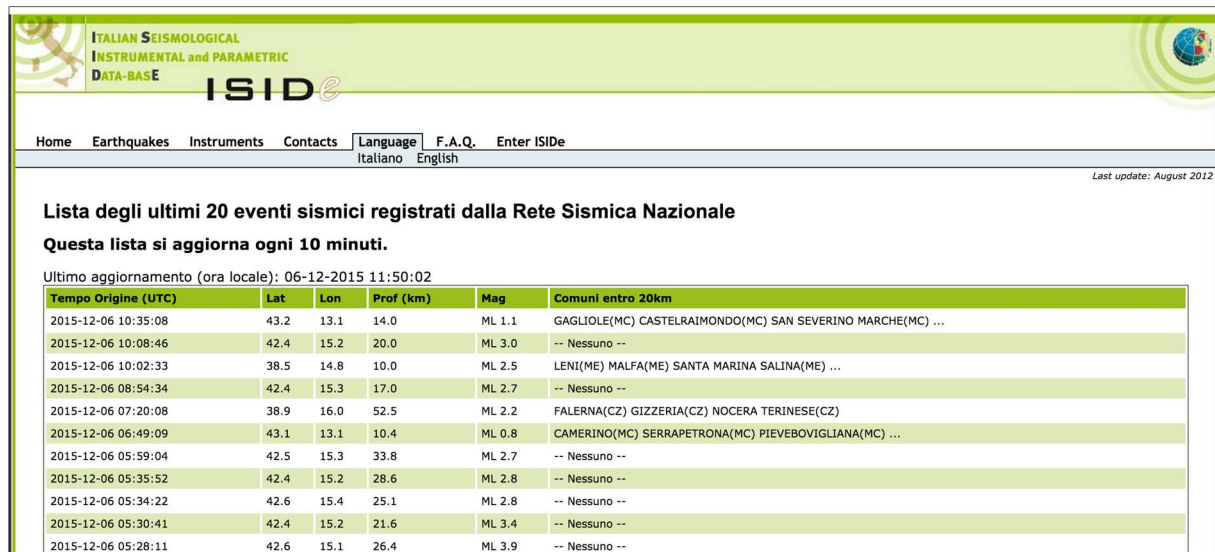 ITALIAN SEISMOLOGICAL
INSTRUMENTAL and PARAMETRIC
DATA-BASE
ISIDe
Home Earthquakes Instruments Contacts Language F.A.Q. Enter ISIDe
Italiano English
Last update: August 2012
Lista degli ultimi 20 eventi sismici registrati dalla Rete Sismica Nazionale
Questa lista si aggiorna ogni 10 minuti.
Ultimo aggiornamento (ora locale): 06-12-2015 11:50:02
Tempo Origine (UTC) Lat Lon Prof (km) Mag Comuni entro 20km
2015-12-06 10:35:08 43.2 13.1 14.0 ML 1.1 GAGLIOLE(MC) CASTELRAIMONDO(MC) SAN SEVERINO MARCHE(MC) ...
2015-12-06 10:08:46 42.4 15.2 20.0 ML 3.0 -- Nessuno --
2015-12-06 10:02:33 38.5 14.8 10.0 ML 2.5 LENI(ME) MALFA(ME) SANTA MARINA SALINA(ME) ...
2015-12-06 08:54:34 42.4 15.3 17.0 ML 2.7 -- Nessuno --
2015-12-06 07:20:08 38.9 16.0 52.5 ML 2.2 FALERNA(CZ) GIZZERIA(CZ) NOCERA TERINESE(CZ)
2015-12-06 06:49:09 43.1 13.1 10.4 ML 0.8 CAMERINO(MC) SERRAPETRONA(MC) PIEVEBOVIGLIANA(MC) ...
2015-12-06 05:59:04 42.5 15.3 33.8 ML 2.7 -- Nessuno --
2015-12-06 05:35:52 42.4 15.2 28.6 ML 2.8 -- Nessuno --
2015-12-06 05:34:22 42.6 15.4 25.1 ML 2.8 -- Nessuno --
2015-12-06 05:30:41 42.4 15.2 21.6 ML 3.4 -- Nessuno --
2015-12-06 05:28:11 42.6 15.1 26.4 ML 3.9 -- Nessuno --